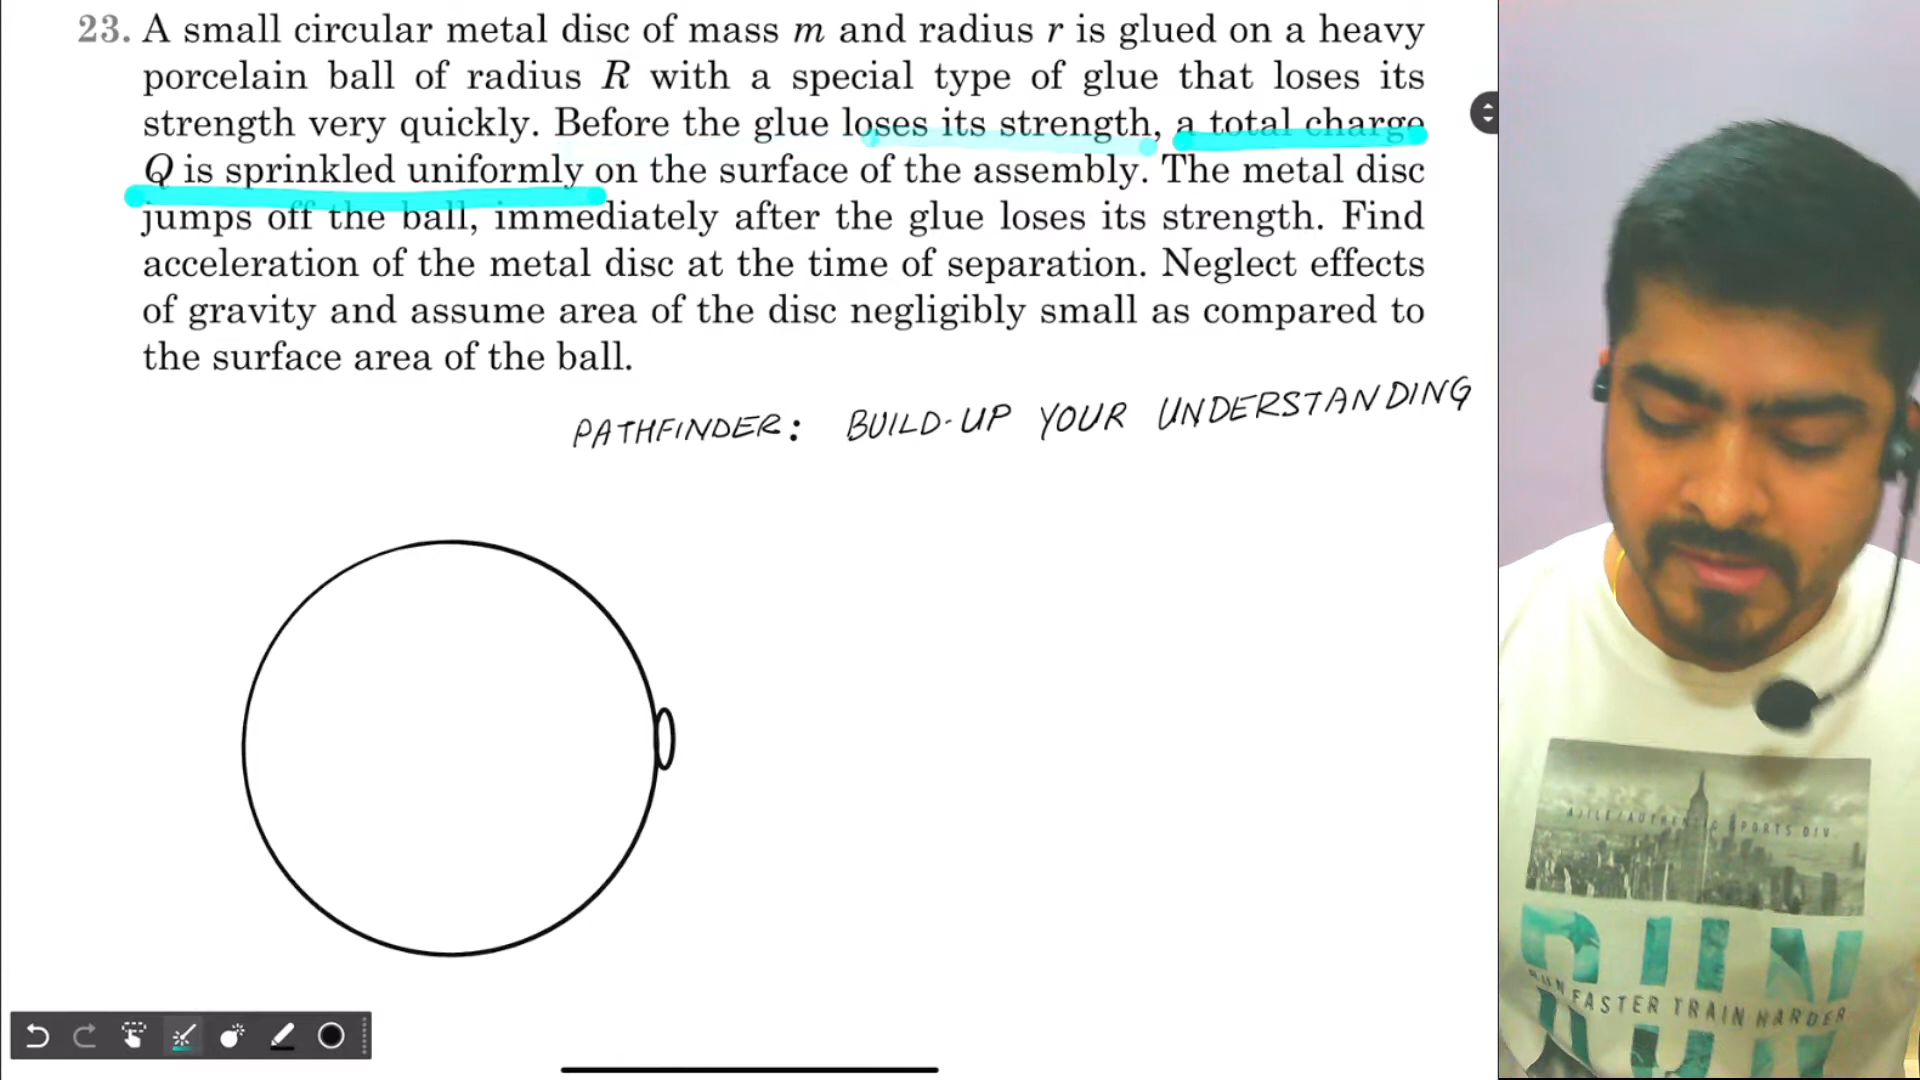 23. A small circular metal disc of mass m and radius r is glued on a heavy
porcelain ball of radius R with a special type of glue that loses its
strength very quickly. Before the glue loses its strength, a total charge
Q is sprinkled uniformly on the surface of the assembly. The metal disc
jumps off the ball, immediately after the glue loses its strength. Find
acceleration of the metal disc at the time of separation. Neglect effects
of gravity and assume area of the disc negligibly small as compared to
the surface area of the ball.
PATHFINDER: BUILD-UP YOUR UNDERSTANDING
RUN FASTER TRAIN HARDER